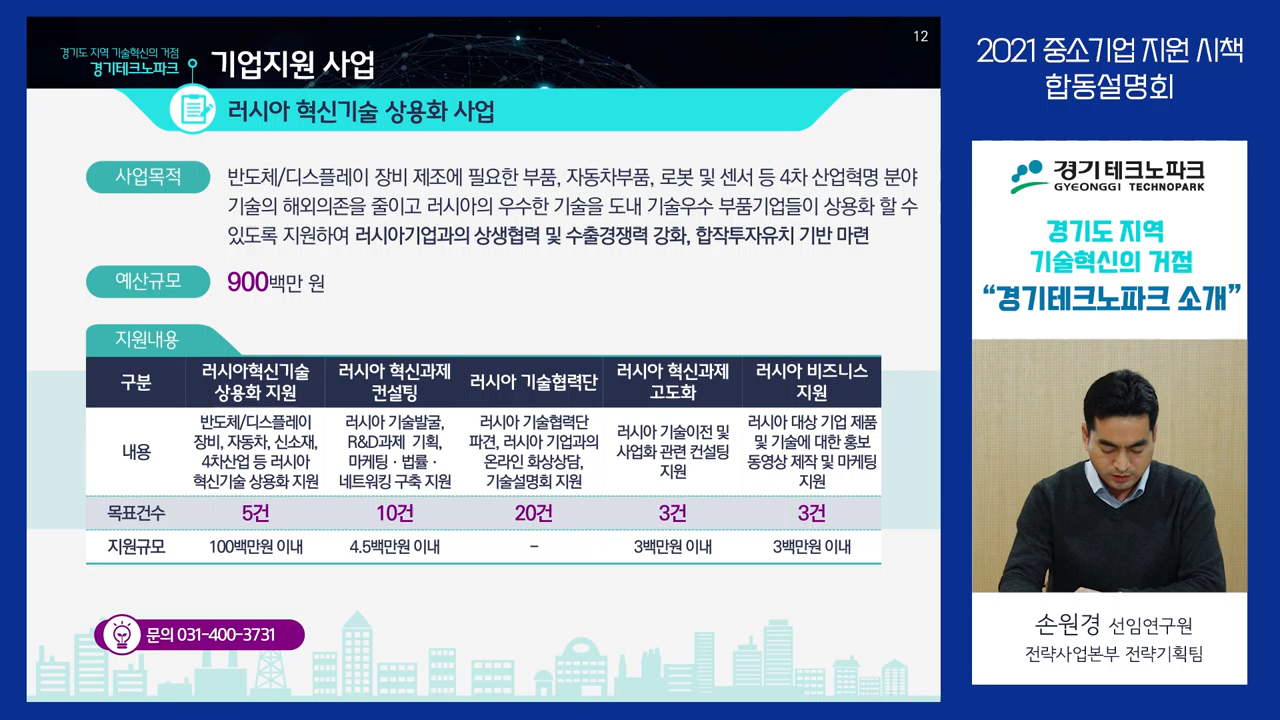 12
경기도 지역 기술혁신의 거점
경기테크노파크
기업지원 사업
러시아 혁신기술 상용화 사업
사업목적
반도체/디스플레이 장비 제조에 필요한 부품, 자동차부품, 로봇 및 센서 등 4차 산업혁명 분야
기술의 해외의존을 줄이고 러시아의 우수한 기술을 도내 기술우수 부품기업들이 상용화 할 수
있도록 지원하여 러시아기업과의 상생협력 및 수출경쟁력 강화, 합작투자유치 기반 마련
예산규모
900백만 원
지원내용
구분
러시아혁신기술
상용화 지원
러시아 혁신과제
컨설팅
러시아 기술협력단
러시아 혁신과제
고도화
러시아 비즈니스
지원
내용
반도체/디스플레이
장비, 자동차, 신소재,
4차산업 등 러시아
혁신기술 상용화 지원
러시아 기술발굴,
R&D과제 기획,
마케팅·법률·
네트워킹 구축 지원
러시아 기술협력단
파견, 러시아 기업과의
온라인 화상상담,
기술설명회 지원
러시아 기술이전 및
사업화 관련 컨설팅
지원
러시아 대상 기업 제품
및 기술에 대한 홍보
동영상 제작 및 마케팅
지원
목표건수 5건 10건 20건 3건 3건
지원규모 100백만원 이내 4.5백만원 이내 - 3백만원 이내 3백만원 이내
문의 031-400-3731
2021 중소기업 지원 시책
합동설명회
경기테크노파크
GYEONGGI TECHNOPARK
경기도 지역
기술혁신의 거점
“경기테크노파크 소개”
손원경 선임연구원
전략사업본부 전략기획팀